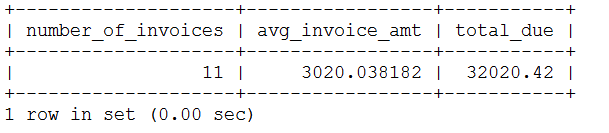 +--------------------+-----------------+-----------+
| number_of_invoices | avg_invoice_amt | total_due |
+--------------------+-----------------+-----------+
|                 11 |     3020.038182 |  32020.42 |
+--------------------+-----------------+-----------+
1 row in set (0.00 sec)